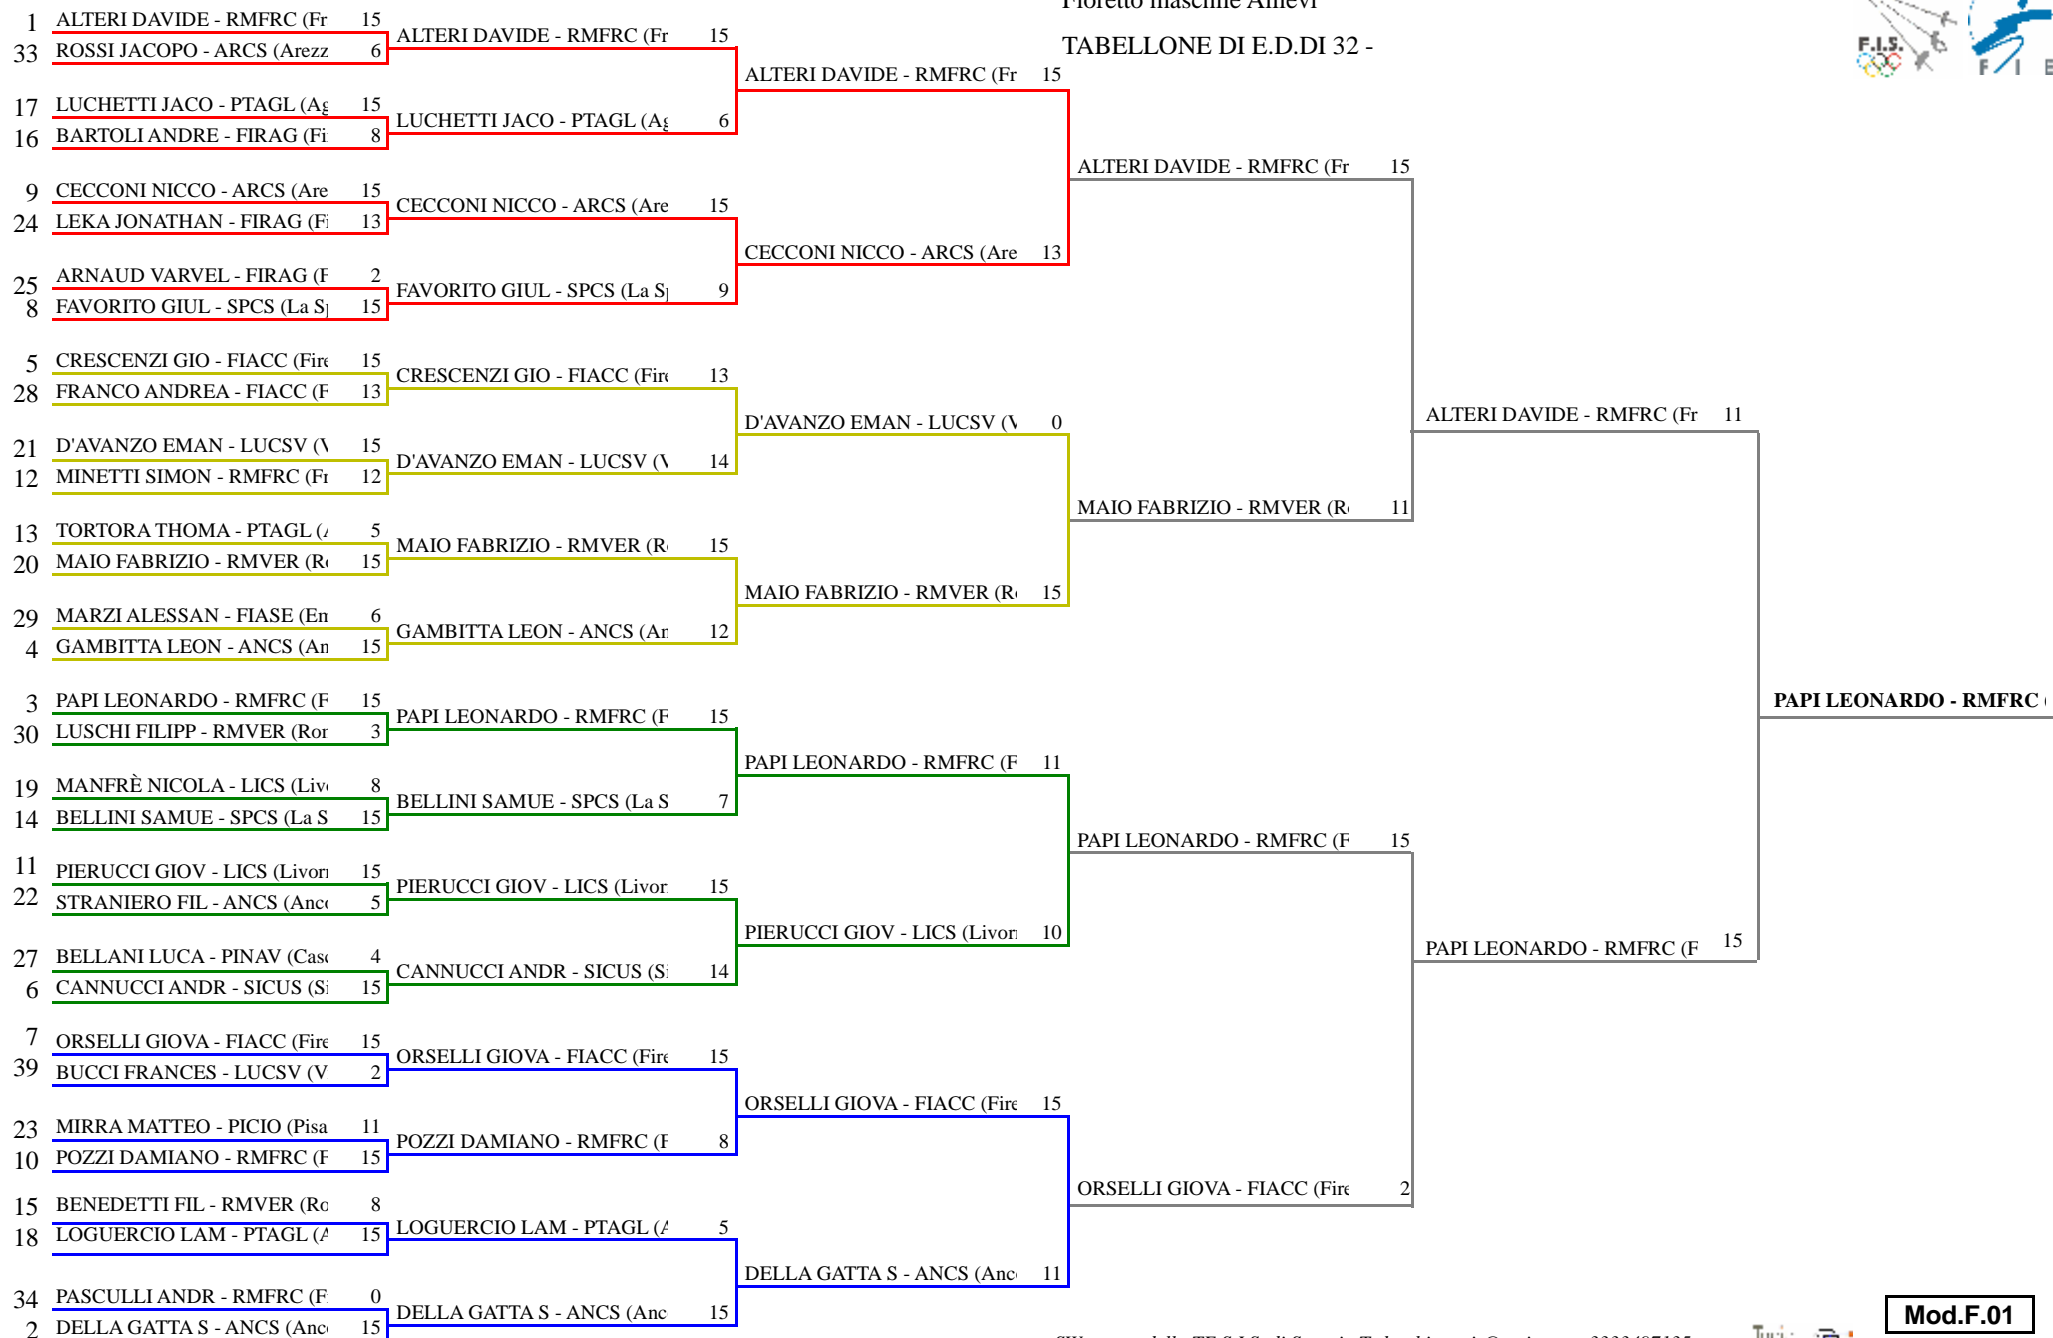 Fioretto maschile Allievi
TABELLONE DI E.D.DI 32 -
F.I.S.
F I E
1 ALTERI DAVIDE - RMFRC (Fr 15
33 ROSSI JACOPO - ARCS (Arezz 6
17 LUCHETTI JACO - PTAGL (Ag 15
16 BARTOLI ANDRE - FIRAG (Fi 8
9 CECCONI NICCO - ARCS (Are 15
24 LEKA JONATHAN - FIRAG (Fi 13
25 ARNAUD VARVEL - FIRAG (F 2
8 FAVORITO GIUL - SPCS (La Sp 15
5 CRESCENZI GIO - FIACC (Fire 15
28 FRANCO ANDREA - FIACC (F 13
21 D'AVANZO EMAN - LUCSV (V 15
12 MINETTI SIMON - RMFRC (Fr 12
13 TORTORA THOMA - PTAGL (A 5
20 MAIO FABRIZIO - RMVER (Ro 15
29 MARZI ALESSAN - FIASE (Em 6
4 GAMBITTA LEON - ANCS (An 15
3 PAPI LEONARDO - RMFRC (F 15
30 LUSCHI FILIPP - RMVER (Rom 3
19 MANFRÈ NICOLA - LICS (Livo 8
14 BELLINI SAMUE - SPCS (La S 15
11 PIERUCCI GIOV - LICS (Livor 15
22 STRANIERO FIL - ANCS (Anco 5
27 BELLANI LUCA - PINAV (Casc 4
6 CANNUCCI ANDR - SICUS (Si 15
7 ORSELLI GIOVA - FIACC (Fire 15
39 BUCCI FRANCES - LUCSV (V 2
23 MIRRA MATTEO - PICIO (Pisa 11
10 POZZI DAMIANO - RMFRC (F 15
15 BENEDETTI FIL - RMVER (Ro 8
18 LOGUERCIO LAM - PTAGL (A 15
34 PASCULLI ANDR - RMFRC (F 0
2 DELLA GATTA S - ANCS (Anc 15
ALTERI DAVIDE - RMFRC (Fr 15
LUCHETTI JACO - PTAGL (Ag 6
CECCONI NICCO - ARCS (Are 15
FAVORITO GIUL - SPCS (La Sp 9
CRESCENZI GIO - FIACC (Fire 13
D'AVANZO EMAN - LUCSV (V 14
MAIO FABRIZIO - RMVER (Ro 15
GAMBITTA LEON - ANCS (An 12
PAPI LEONARDO - RMFRC (F 15
BELLINI SAMUE - SPCS (La S 7
PIERUCCI GIOV - LICS (Livor 15
CANNUCCI ANDR - SICUS (Si 14
ORSELLI GIOVA - FIACC (Fire 15
POZZI DAMIANO - RMFRC (F 8
LOGUERCIO LAM - PTAGL (A 5
DELLA GATTA S - ANCS (Anc 15
ALTERI DAVIDE - RMFRC (Fr 15
CECCONI NICCO - ARCS (Are 13
D'AVANZO EMAN - LUCSV (V 0
MAIO FABRIZIO - RMVER (Ro 15
PAPI LEONARDO - RMFRC (F 11
PIERUCCI GIOV - LICS (Livor 10
ORSELLI GIOVA - FIACC (Fire 15
DELLA GATTA S - ANCS (Anc 11
ALTERI DAVIDE - RMFRC (Fr 15
MAIO FABRIZIO - RMVER (Ro 11
PAPI LEONARDO - RMFRC (F 15
ORSELLI GIOVA - FIACC (Fire 2
ALTERI DAVIDE - RMFRC (Fr 11
PAPI LEONARDO - RMFRC (F 15
PAPI LEONARDO - RMFRC (
Mod.F.01